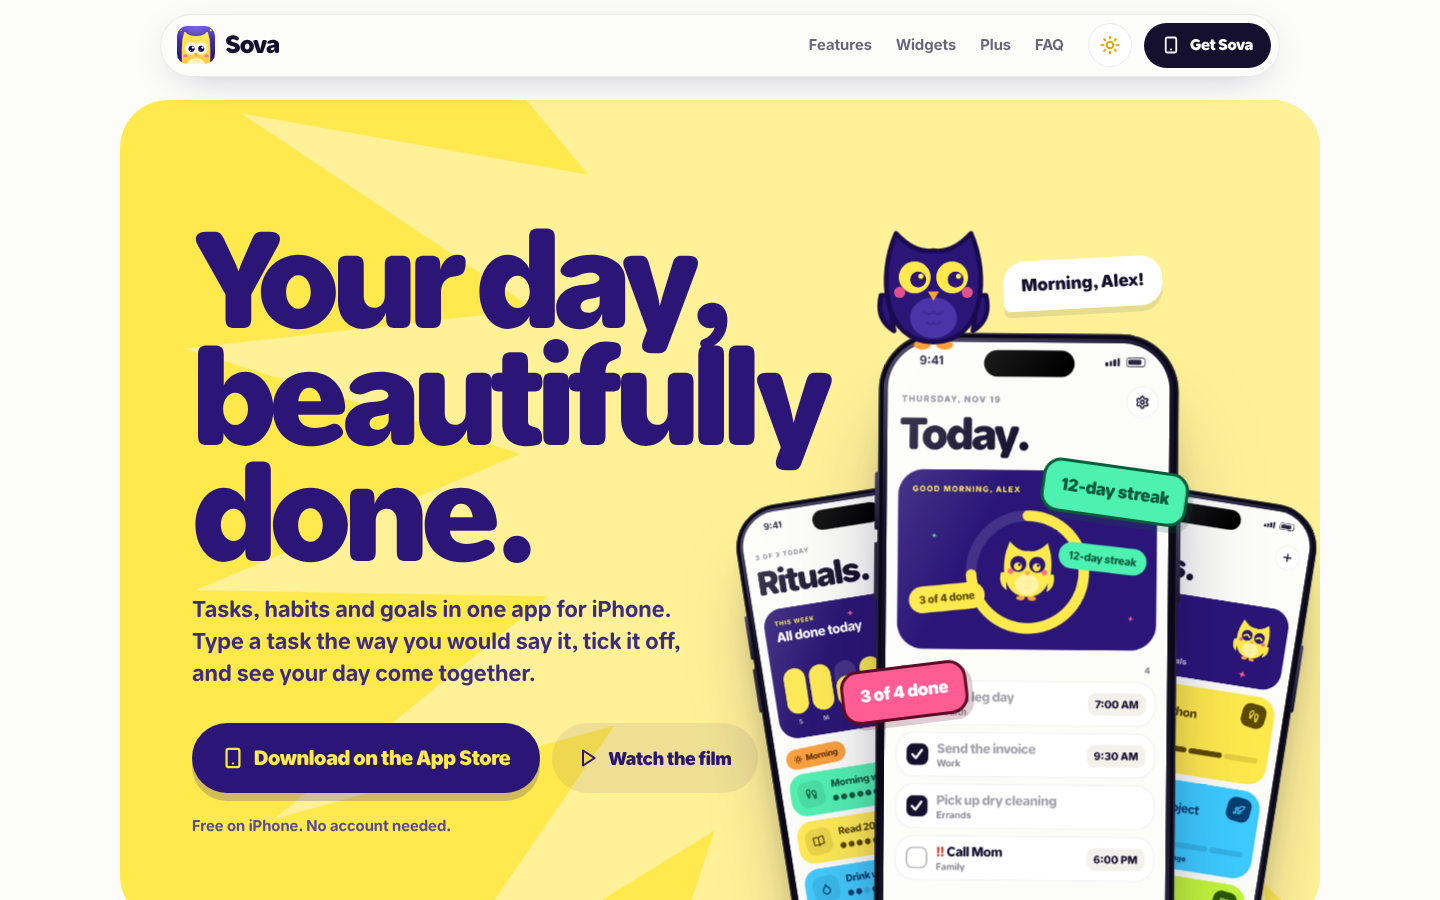 Sova
Features
Widgets
Plus
FAQ
Get Sova
Your day,
beautifully
done.
Tasks, habits and goals in one app for iPhone.
Type a task the way you would say it, tick it off,
and see your day come together.
Download on the App Store
Watch the film
Free on iPhone. No account needed.
Morning, Alex!
9:41
THURSDAY, NOV 19
Today.
GOOD MORNING, ALEX
12-day streak
12-day streak
3 of 4 done
4
3 of 4 done
leg day
7:00 AM
Send the invoice
Work
9:30 AM
Pick up dry cleaning
Errands
!! Call Mom
Family
6:00 PM
9:41
3 OF 3 TODAY
Rituals.
THIS WEEK
All done today
S
M
Morning
Morning
Read 20
Drink